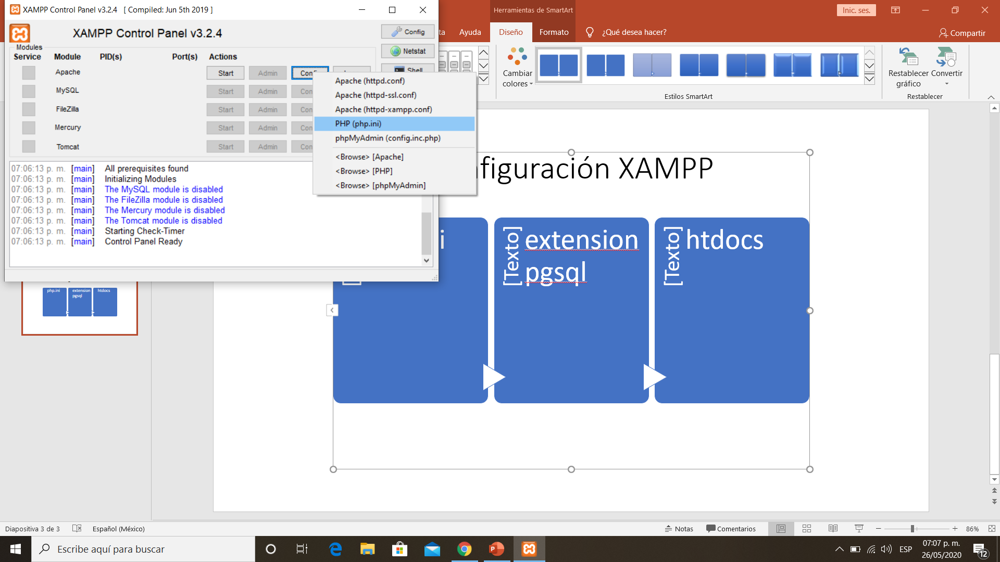 XAMPP Control Panel v3.2.4 [ Compiled: Jun 5th 2019 ]
XAMPP Control Panel v3.2.4
Modules
Service Module PID(s) Port(s) Actions
Apache Start Admin
MySQL Start Admin
FileZilla Start Admin
Mercury Start Admin
Tomcat Start Admin
Config
Netstat
Shell
Apache (httpd.conf)
Apache (httpd-ssl.conf)
Apache (httpd-xampp.conf)
PHP (php.ini)
phpMyAdmin (config.inc.php)
<Browse> [Apache]
<Browse> [PHP]
<Browse> [phpMyAdmin]
07:06:13 p. m. [main] All prerequisites found
07:06:13 p. m. [main] Initializing Modules
07:06:13 p. m. [main] The MySQL module is disabled
07:06:13 p. m. [main] The FileZilla module is disabled
07:06:13 p. m. [main] The Mercury module is disabled
07:06:13 p. m. [main] The Tomcat module is disabled
07:06:13 p. m. [main] Starting Check-Timer
07:06:13 p. m. [main] Control Panel Ready
Herramientas de SmartArt
Inic. ses.
ta Ayuda Diseño Formato ¿Qué desea hacer? Compartir
Cambiar
colores
Estilos SmartArt
Restablecer
gráfico
Convertir
Restablecer
nfiguración XAMPP
i
[Texto]
extension
pgsql
[Texto]
htdocs
php.ini
extension
pgsql
htdocs
Diapositiva 3 de 3 Español (México) Notas Comentarios 86%
Escribe aquí para buscar
ESP
07:07 p. m.
26/05/2020
12